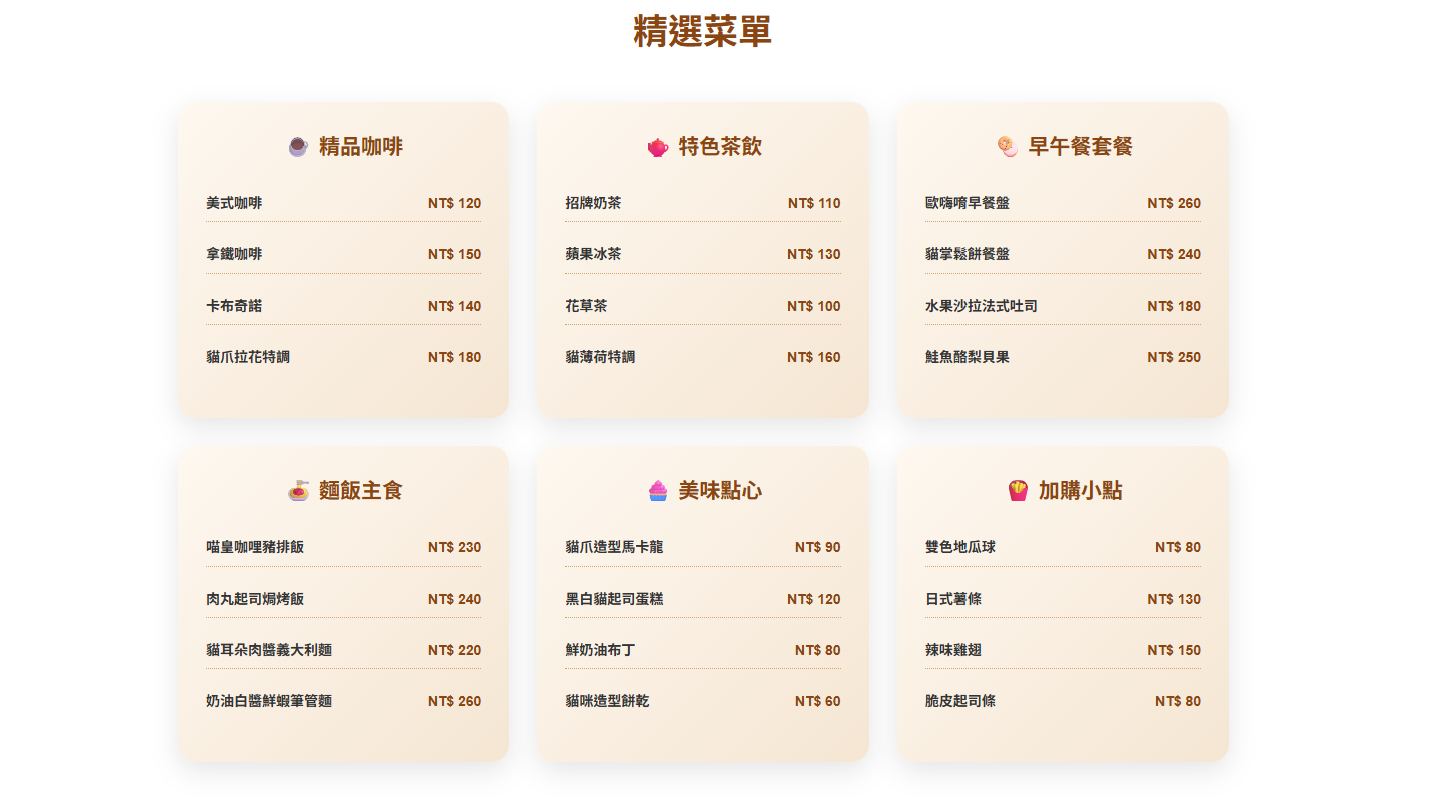 精選菜單
精品咖啡
美式咖啡 NT$ 120
拿鐵咖啡 NT$ 150
卡布奇諾 NT$ 140
貓爪拉花特調 NT$ 180
特色茶飲
招牌奶茶 NT$ 110
蘋果冰茶 NT$ 130
花草茶 NT$ 100
貓薄荷特調 NT$ 160
早午餐套餐
歐嗨唷早餐盤 NT$ 260
貓掌鬆餅餐盤 NT$ 240
水果沙拉法式吐司 NT$ 180
鮭魚酪梨貝果 NT$ 250
麵飯主食
喵皇咖哩豬排飯 NT$ 230
肉丸起司焗烤飯 NT$ 240
貓耳朵肉醬義大利麵 NT$ 220
奶油白醬鮮蝦筆管麵 NT$ 260
美味點心
貓爪造型馬卡龍 NT$ 90
黑白貓起司蛋糕 NT$ 120
鮮奶油布丁 NT$ 80
貓咪造型餅乾 NT$ 60
加購小點
雙色地瓜球 NT$ 80
日式薯條 NT$ 130
辣味雞翅 NT$ 150
脆皮起司條 NT$ 80